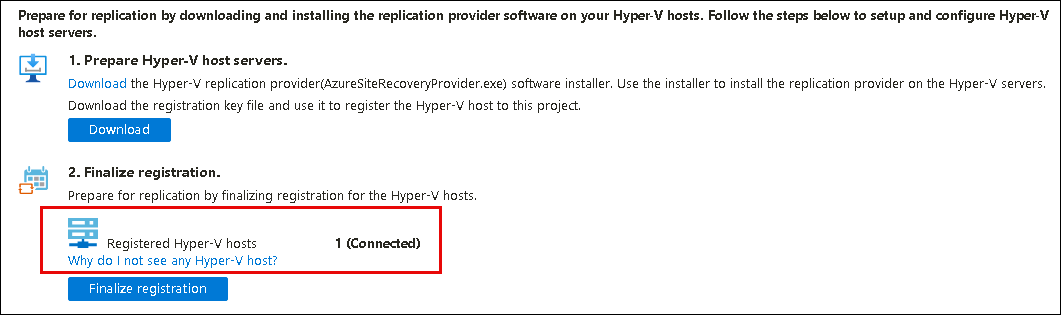 Prepare for replication by downloading and installing the replication provider software on your Hyper-V hosts. Follow the steps below to setup and configure Hyper-V
host servers.
1. Prepare Hyper-V host servers.
Download the Hyper-V replication provider(AzureSiteRecoveryProvider.exe) software installer. Use the installer to install the replication provider on the Hyper-V servers.
Download the registration key file and use it to register the Hyper-V host to this project.
Download
2. Finalize registration.
Prepare for replication by finalizing registration for the Hyper-V hosts.
Registered Hyper-V hosts 1 (Connected)
Why do I not see any Hyper-V host?
Finalize registration